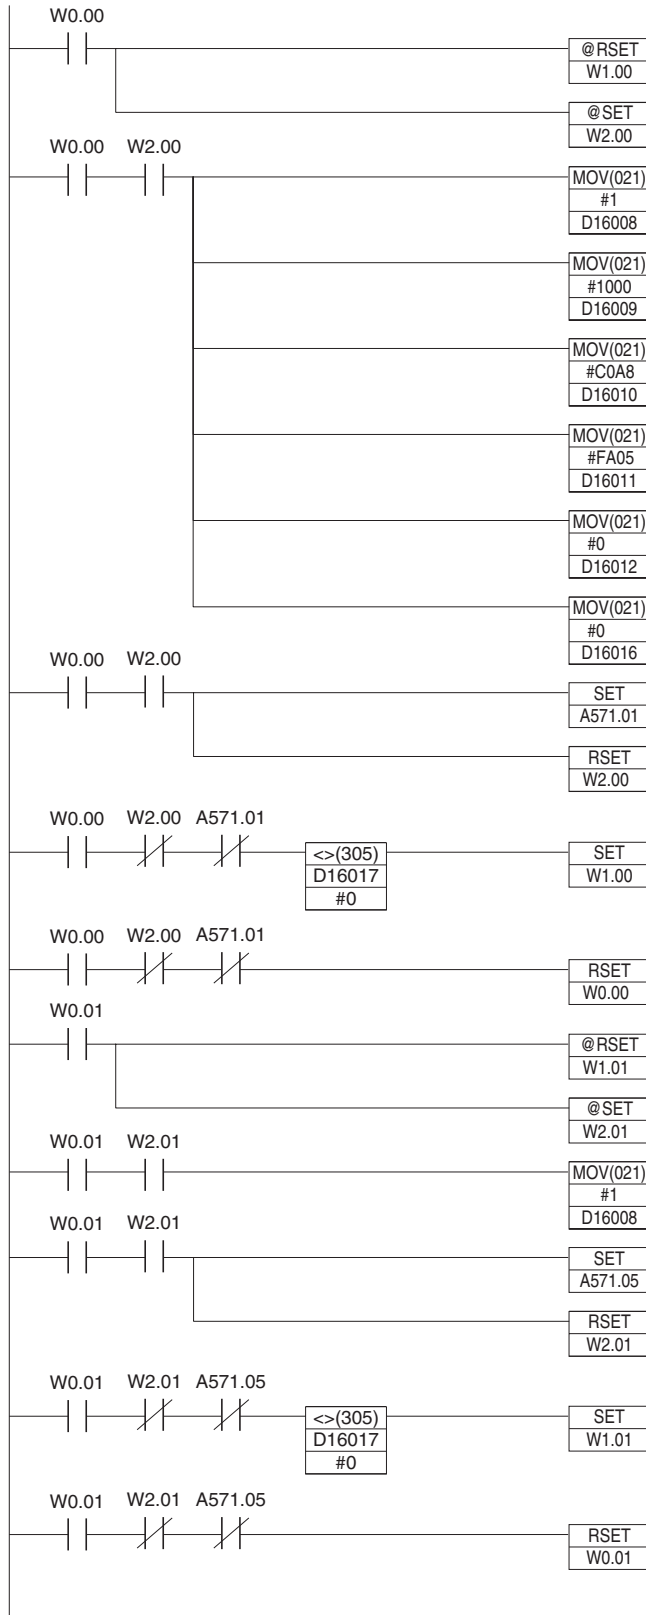 W0.00
@RSET
W1.00
@SET
W2.00
W0.00 W2.00
MOV(021)
#1
D16008
MOV(021)
#1000
D16009
MOV(021)
#C0A8
D16010
MOV(021)
#FA05
D16011
MOV(021)
#0
D16012
MOV(021)
#0
D16016
W0.00 W2.00
SET
A571.01
RSET
W2.00
W0.00 W2.00 A571.01
<>(305)
D16017
#0
SET
W1.00
W0.00 W2.00 A571.01
RSET
W0.00
W0.01
@RSET
W1.01
@SET
W2.01
W0.01 W2.01
MOV(021)
#1
D16008
W0.01 W2.01
SET
A571.05
RSET
W2.01
W0.01 W2.01 A571.05
<>(305)
D16017
#0
SET
W1.01
W0.01 W2.01 A571.05
RSET
W0.01